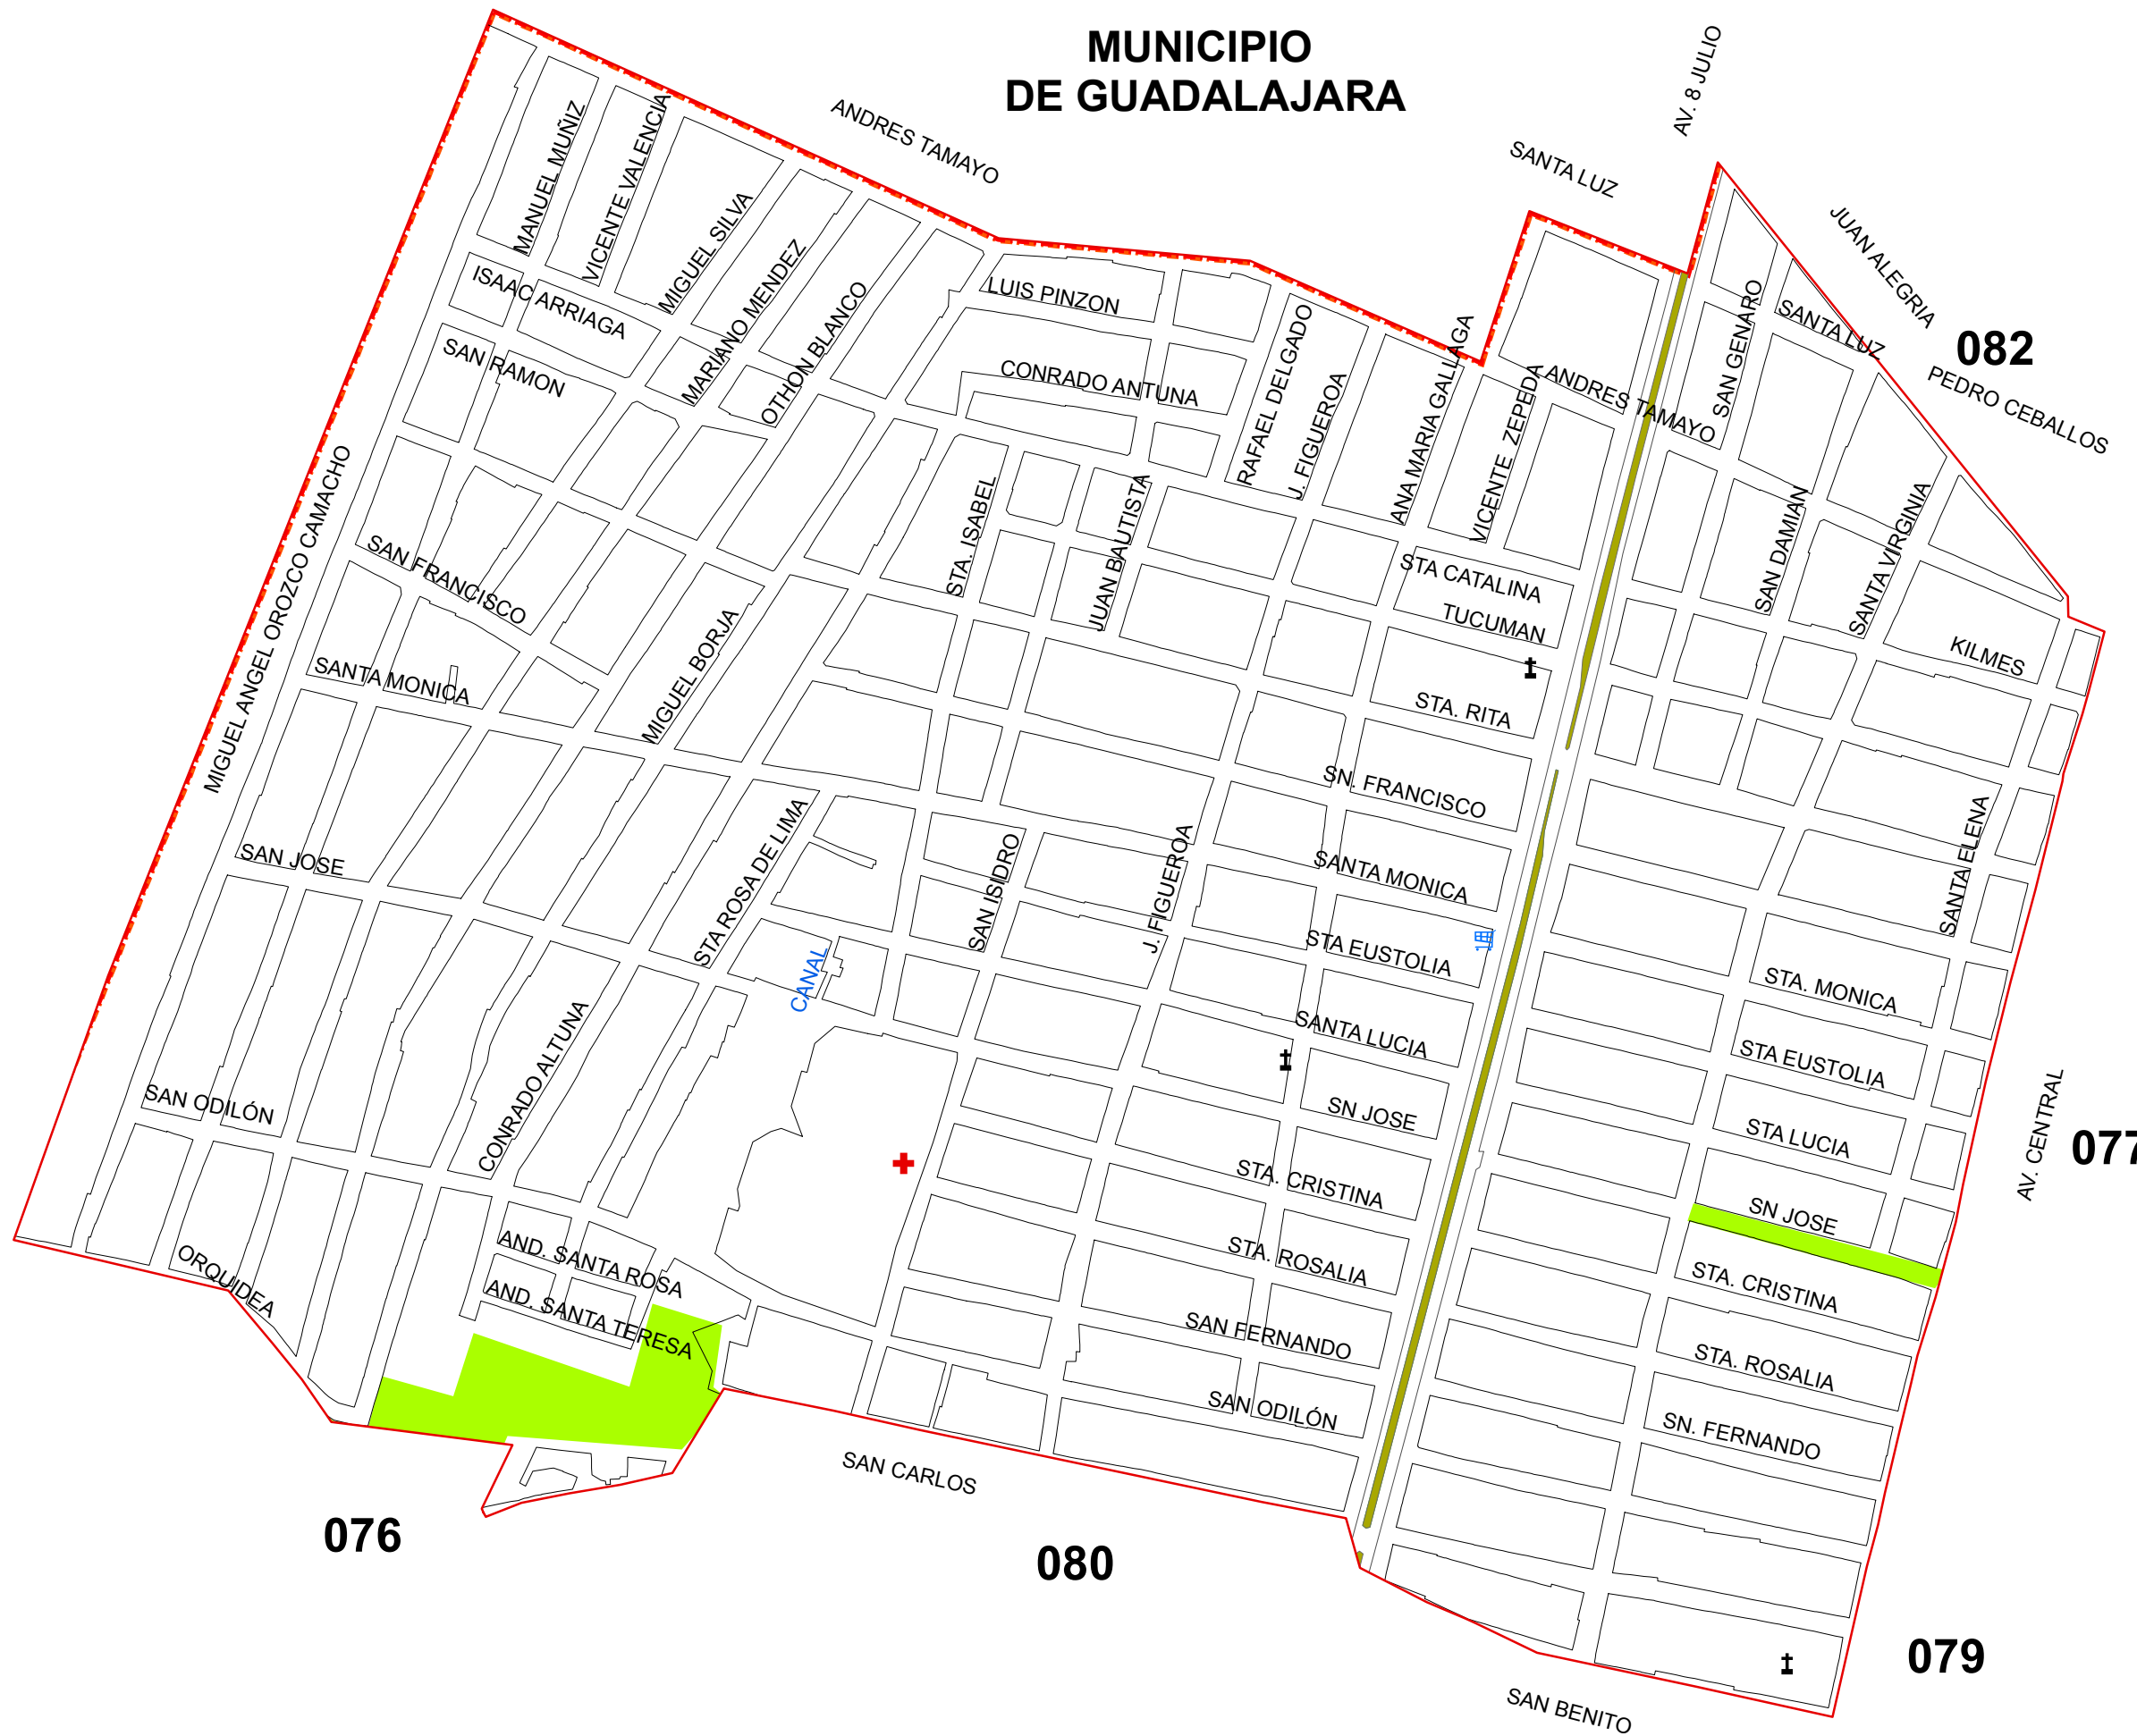 MUNICIPIO
DE GUADALAJARA
AV. 8 JULIO
ANDRES TAMAYO
SANTA LUZ
JUAN ALEGRIA
082
PEDRO CEBALLOS
MANUEL MUÑIZ
VICENTE VALENCIA
MIGUEL SILVA
MARIANO MENDEZ
OTHON BLANCO
ISAAC ARRIAGA
SAN RAMON
LUIS PINZON
CONRADO ANTUNA
RAFAEL DELGADO
J. FIGUEROA
ANA MARIA GALLAGA
VICENTE ZEPEDA
ANDRES TAMAYO
SAN GENARO
SANTA LUZ
MIGUEL ANGEL OROZCO CAMACHO
SAN FRANCISCO
STA. ISABEL
JUAN BAUTISTA
STA CATALINA
TUCUMAN
SAN DAMIAN
SANTA VIRGINIA
KILMES
SANTA MONICA
MIGUEL BORJA
STA. RITA
SN. FRANCISCO
SAN JOSE
STA ROSA DE LIMA
SAN ISIDRO
J. FIGUEROA
SANTA MONICA
SANTA ELENA
STA EUSTOLIA
STA. MONICA
CANAL
SANTA LUCIA
STA EUSTOLIA
CONRADO ALTUNA
SAN ODILÓN
SN JOSE
STA LUCIA
AV. CENTRAL
077
STA. CRISTINA
SN JOSE
ORQUIDEA
AND. SANTA ROSA
STA. ROSALIA
STA. CRISTINA
AND. SANTA TERESA
SAN FERNANDO
STA. ROSALIA
SAN ODILÓN
SN. FERNANDO
SAN CARLOS
076
080
079
SAN BENITO